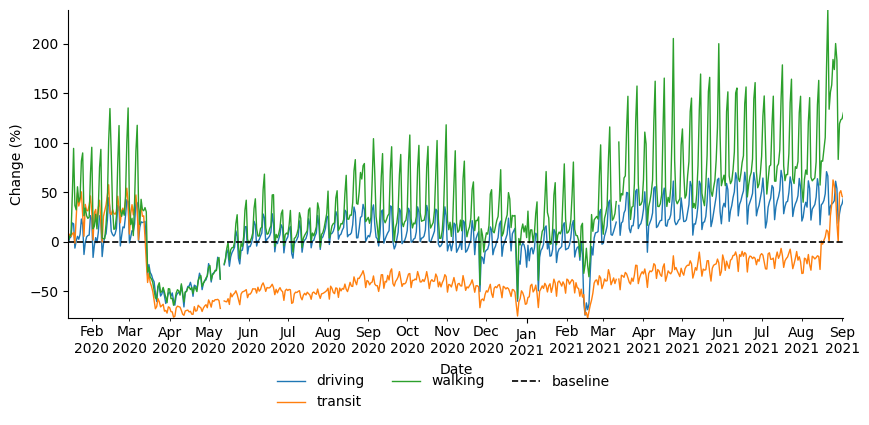 Change (%)
200
150
100
50
0
−50
Feb Mar Apr May Jun Jul Aug Sep Oct Nov Dec Jan Feb Mar Apr May Jun Jul Aug Sep
2020 2020 2020 2020 2020 2020 2020 2020 2020 2020 2020 2021 2021 2021 2021 2021 2021 2021 2021 2021
Date
driving walking baseline
transit